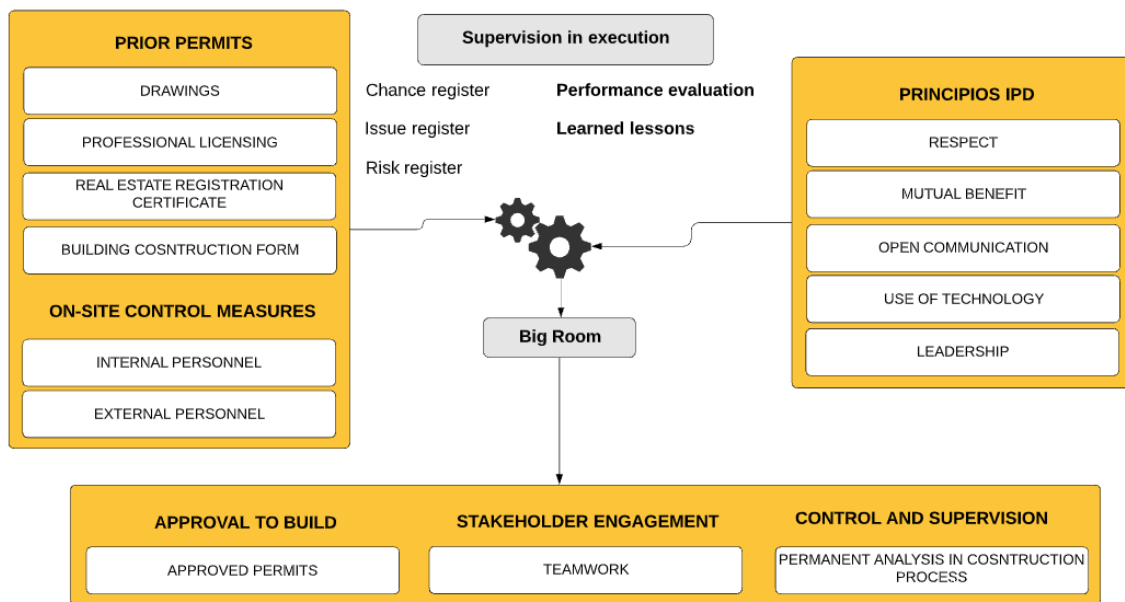 PRIOR PERMITS
DRAWINGS
PROFESSIONAL LICENSING
REAL ESTATE REGISTRATION
CERTIFICATE
BUILDING COSNTRUCTION FORM
ON-SITE CONTROL MEASURES
INTERNAL PERSONNEL
EXTERNAL PERSONNEL
Supervision in execution
Chance register
Performance evaluation
Issue register
Learned lessons
Risk register
PRINCIPIOS IPD
RESPECT
MUTUAL BENEFIT
OPEN COMMUNICATION
USE OF TECHNOLOGY
LEADERSHIP
Big Room
APPROVAL TO BUILD
APPROVED PERMITS
STAKEHOLDER ENGAGEMENT
TEAMWORK
CONTROL AND SUPERVISION
PERMANENT ANALYSIS IN COSNTRUCTION
PROCESS